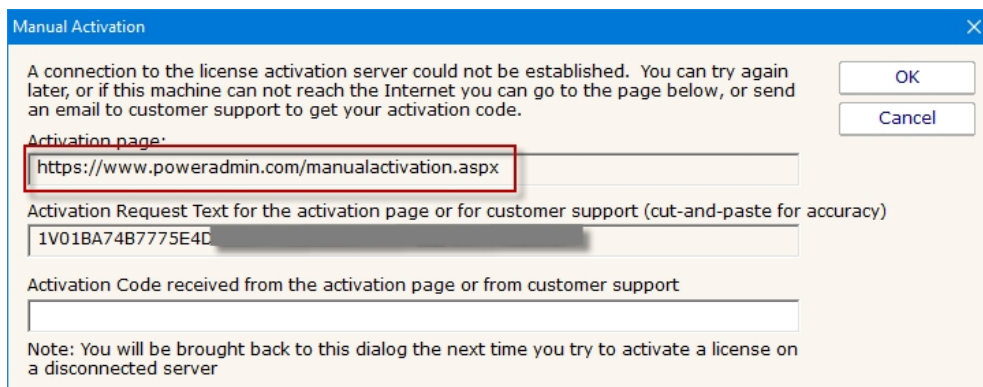 Manual Activation
A connection to the license activation server could not be established. You can try again
later, or if this machine can not reach the Internet you can go to the page below, or send
an email to customer support to get your activation code.
OK
Cancel
Activation page:
https://www.poweradmin.com/manualactivation.aspx
Activation Request Text for the activation page or for customer support (cut-and-paste for accuracy)
1V01BA74B7775E4D
Activation Code received from the activation page or from customer support
Note: You will be brought back to this dialog the next time you try to activate a license on
a disconnected server